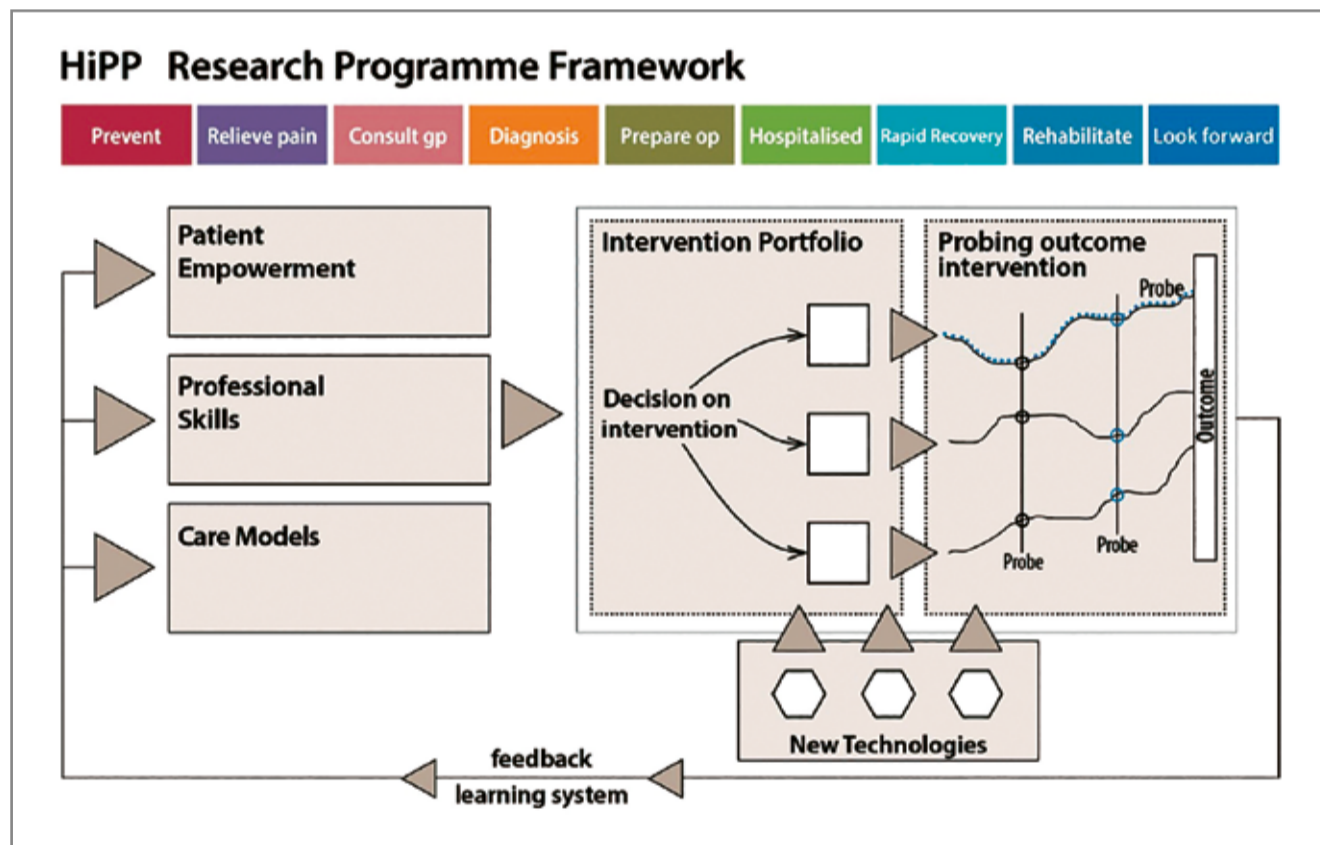 HiPP Research Programme Framework
Prevent
Relieve pain
Consult gp
Diagnosis
Prepare op
Hospitalised
Rapid Recovery
Rehabilitate
Look forward
Patient
Empowerment
Professional
Skills
Care Models
Intervention Portfolio
Decision on
intervention
Probing outcome
intervention
Probe
Probe
Probe
Outcome
New Technologies
feedback
learning system